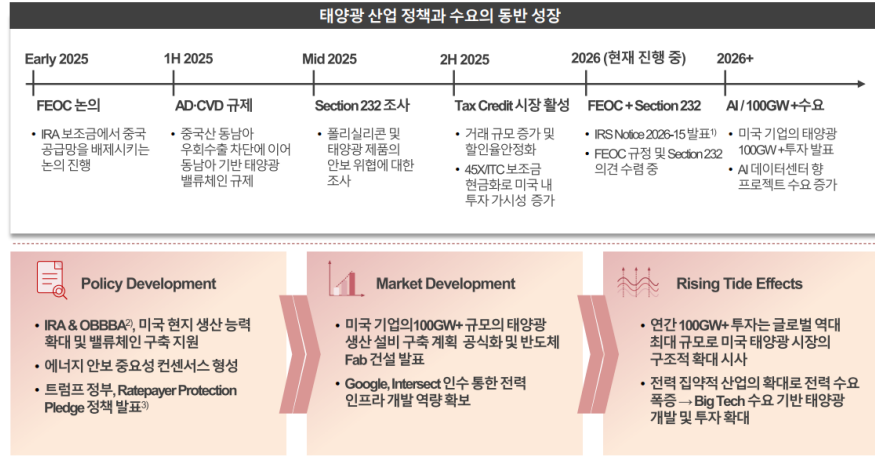 태양광 산업 정책과 수요의 동반 성장
Early 2025
1H 2025
Mid 2025
2H 2025
2026 (현재 진행 중)
2026+
FEOC 논의
• IRA 보조금에서 중국
공급망을 배제시키는
논의 진행
AD·CVD 규제
• 중국산 동남아
우회수출 차단에 이어
동남아 기반 태양광
밸류체인 규제
Section 232 조사
• 폴리실리콘 및
태양광 제품의
안보 위협에 대한
조사
Tax Credit 시장 활성
• 거래 규모 증가 및
할인율안정화
• 45X/ITC 보조금
현금화로 미국 내
투자 가시성 증가
FEOC + Section 232
• IRS Notice 2026-15 발표1)
• FEOC 규정 및 Section 232
의견 수렴 중
AI / 100GW +수요
• 미국 기업의 태양광
100GW +투자 발표
• AI 데이터센터 향
프로젝트 수요 증가
Policy Development
• IRA & OBBBA2), 미국 현지 생산 능력
확대 및 밸류체인 구축 지원
• 에너지 안보 중요성 컨센서스 형성
• 트럼프 정부, Ratepayer Protection
Pledge 정책 발표3)
Market Development
• 미국 기업의100GW+ 규모의 태양광
생산 설비 구축 계획 공식화 및 반도체
Fab 건설 발표
• Google, Intersect 인수 통한 전력
인프라 개발 역량 확보
Rising Tide Effects
• 연간 100GW+ 투자는 글로벌 역대
최대 규모로 미국 태양광 시장의
구조적 확대 시사
• 전력 집약적 산업의 확대로 전력 수요
폭증 → Big Tech 수요 기반 태양광
개발 및 투자 확대